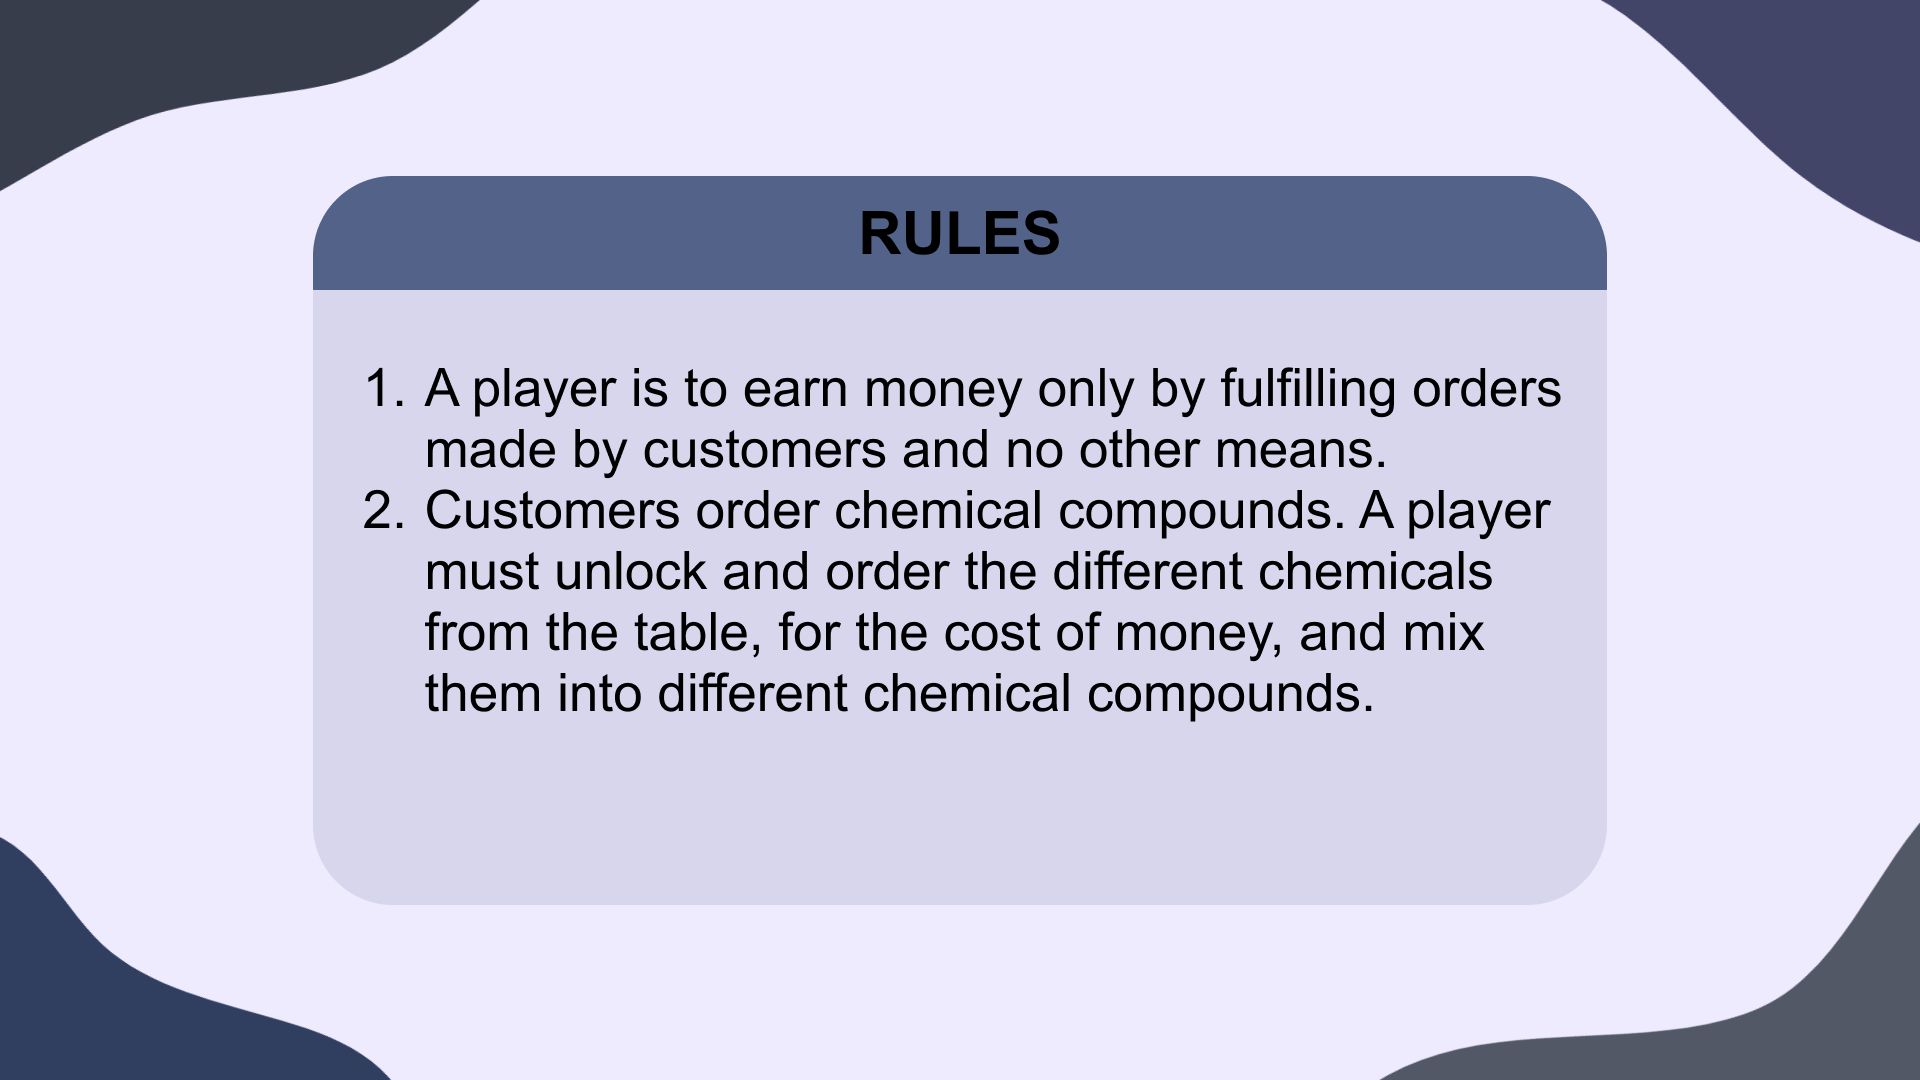 RULES
1. A player is to earn money only by fulfilling orders
made by customers and no other means.
2. Customers order chemical compounds. A player
must unlock and order the different chemicals
from the table, for the cost of money, and mix
them into different chemical compounds.